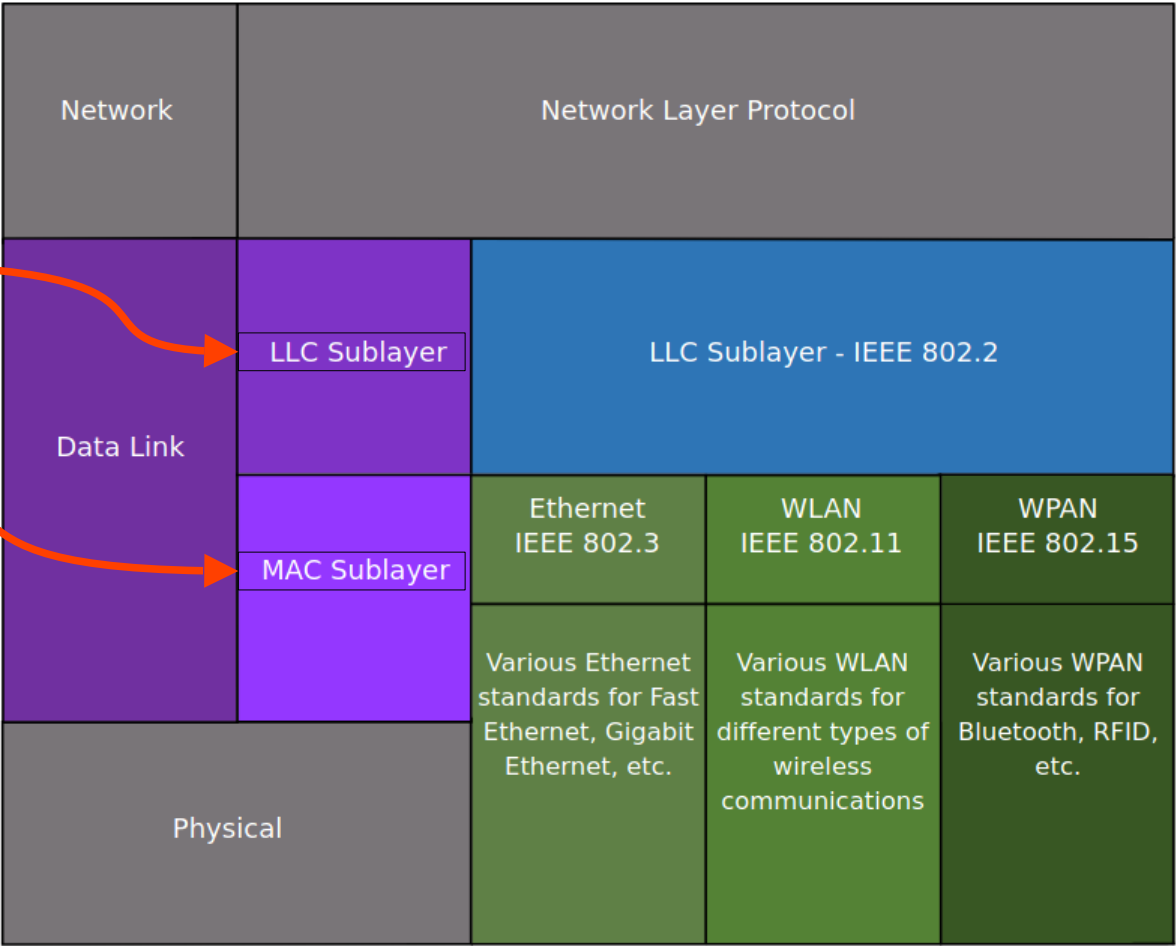 Network
Network Layer Protocol
LLC Sublayer
LLC Sublayer - IEEE 802.2
Data Link
MAC Sublayer
Ethernet
IEEE 802.3
WLAN
IEEE 802.11
WPAN
IEEE 802.15
Various Ethernet
standards for Fast
Ethernet, Gigabit
Ethernet, etc.
Various WLAN
standards for
different types of
wireless
communications
Various WPAN
standards for
Bluetooth, RFID,
etc.
Physical